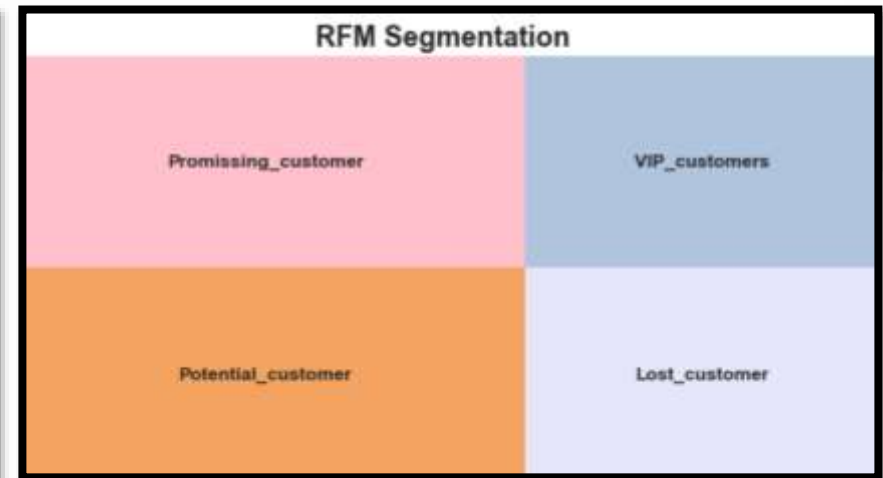 RFM Segmentation
Promissing_customer
VIP_customers
Potential_customer
Lost_customer